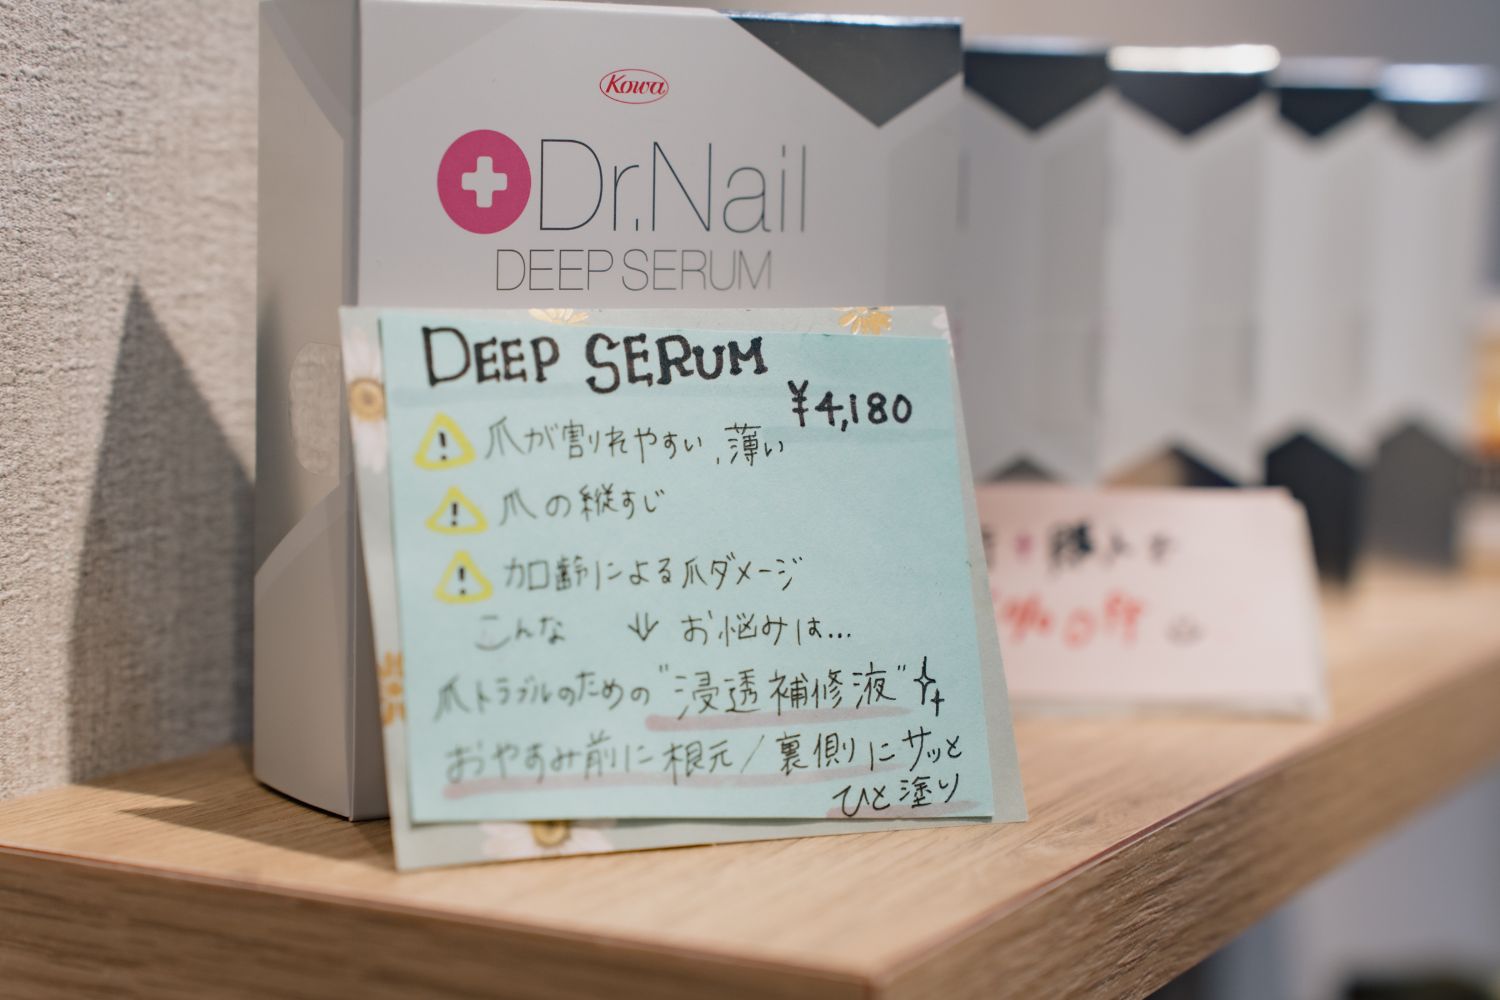 Kowa
Dr.Nail
DEEP SERUM
DEEP SERUM
¥4,180
爪が割れやすい,薄い
爪の縦すじ
加齢による爪ダメージ
こんな ↓ お悩みは...
爪トラブルのための"浸透補修液"
おやすみ前に根元/裏側にサッと
ひと塗り
OFF